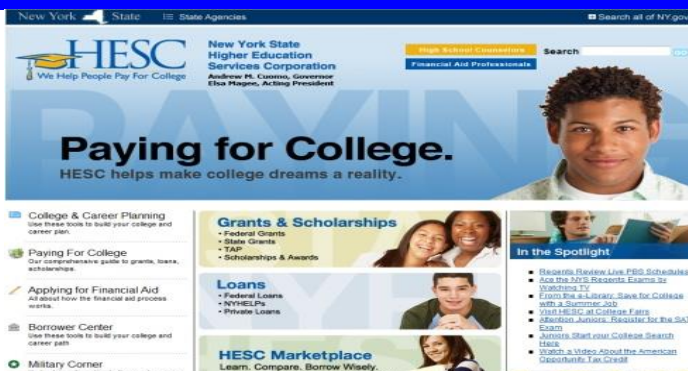 New York State
State Agencies
Search all of NY.gov
HESC
We Help People Pay For College
New York State
Higher Education
Services Corporation
Andrew M. Cuomo, Governor
Elsa Magee, Acting President
High School Counselors
Financial Aid Professionals
Search
GO
PAYING
Paying for College.
HESC helps make college dreams a reality.
College & Career Planning
Use these tools to build your college and
career plan.
Paying For College
Our comprehensive guide to grants, loans,
scholarships.
Applying for Financial Aid
All about how the financial aid process
works.
Borrower Center
Use these tools to build your college and
career path
Military Corner
Grants & Scholarships
• Federal Grants
• State Grants
• TAP
• Scholarships & Awards
Loans
• Federal Loans
• NYHELPs
• Private Loans
HESC Marketplace
Learn. Compare. Borrow Wisely.
In the Spotlight
Regents Review Live PBS Schedules
Ace the NYS Regents Exams by
Watching TV
From the e-Library: Save for College
with a Summer Job
Visit HESC at College Fairs
Attention Juniors: Register for the SAT
Exam
Juniors Start your College Search
Here
Watch a Video About the American
Opportunity Tax Credit